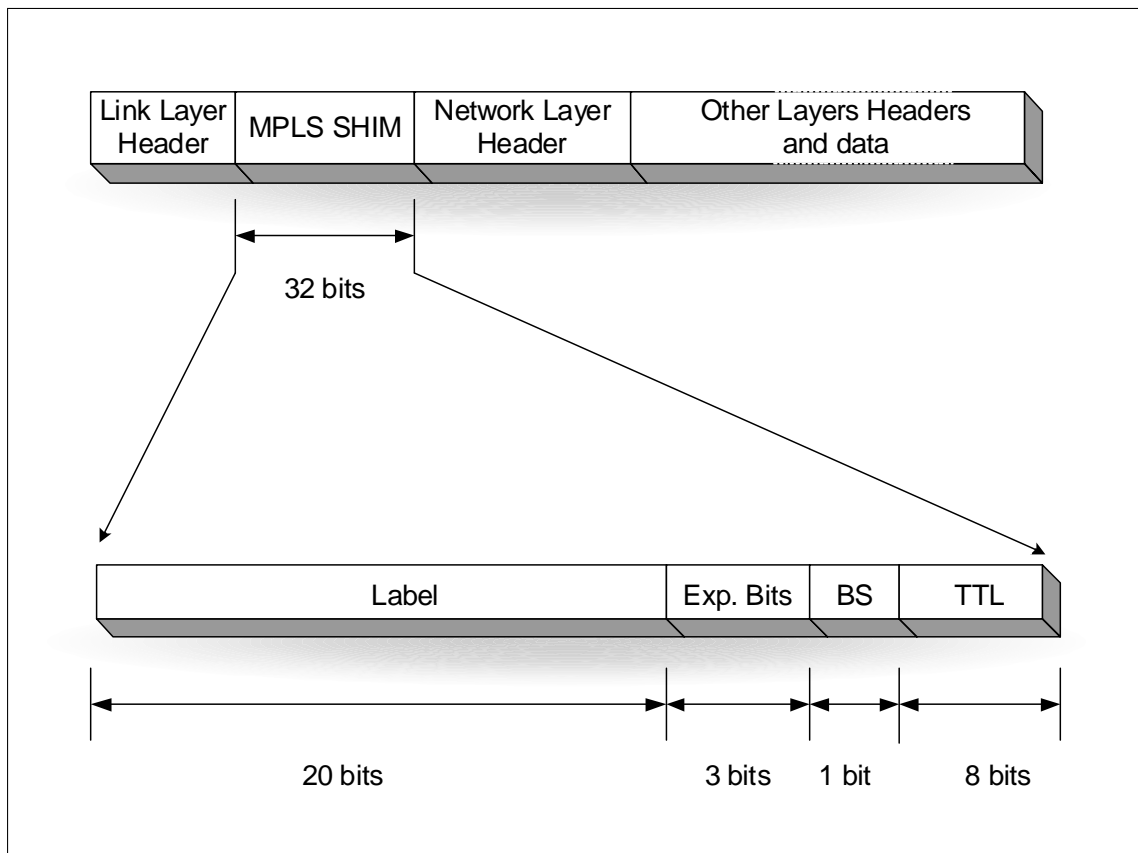 Link Layer
Header
MPLS SHIM
Network Layer
Header
Other Layers Headers
and data
32 bits
Label
Exp. Bits
BS
TTL
20 bits
3 bits
1 bit
8 bits